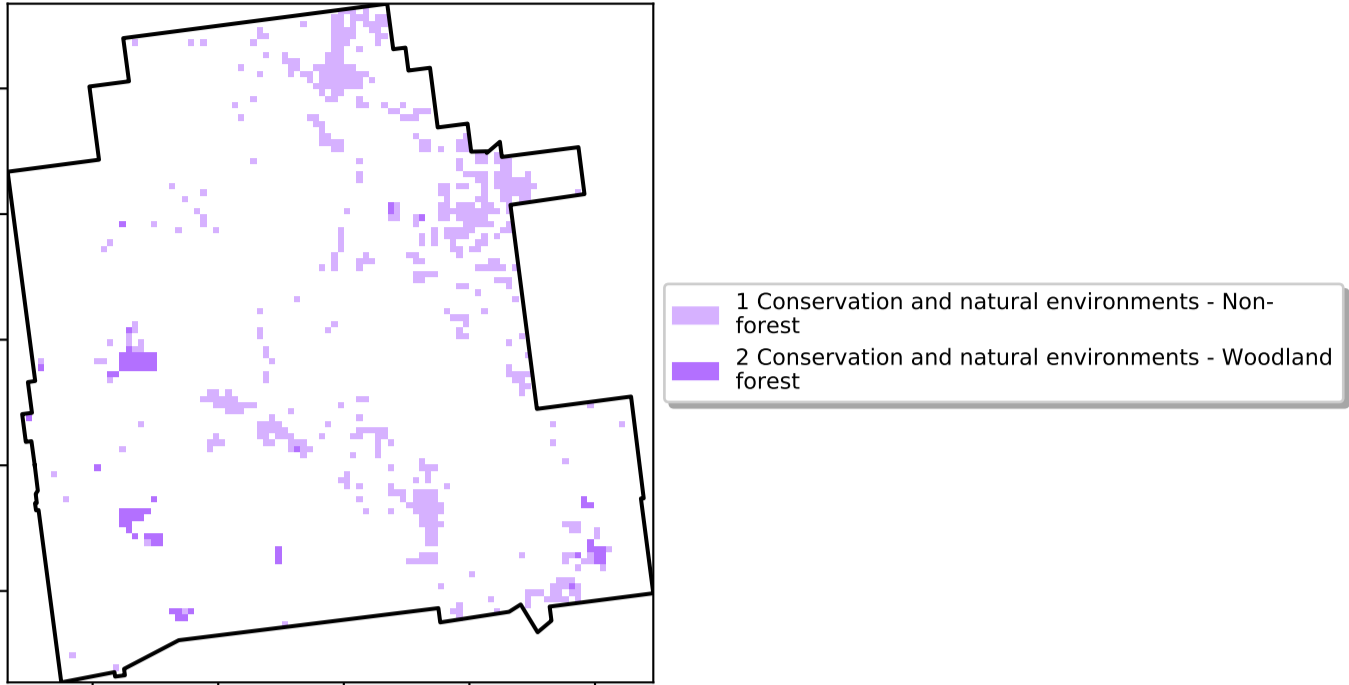 1 Conservation and natural environments - Non-
forest
2 Conservation and natural environments - Woodland
forest